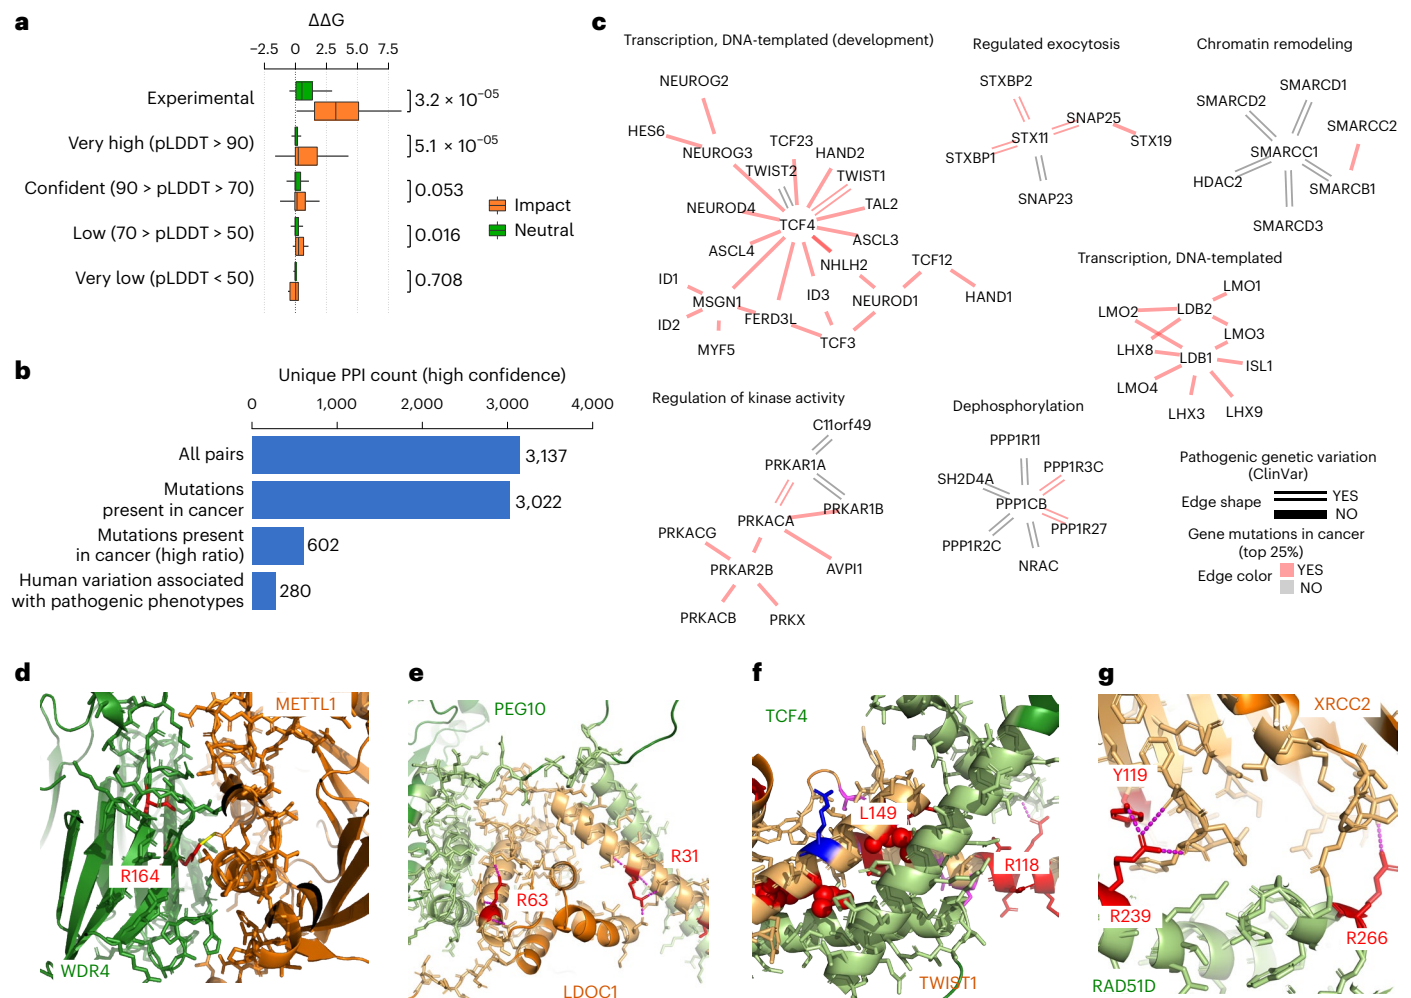 a
ΔΔG
−2.5 0 2.5 5.0 7.5
Experimental
3.2 × 10−05
Very high (pLDDT > 90)
5.1 × 10−05
Confident (90 > pLDDT > 70)
0.053
Low (70 > pLDDT > 50)
0.016
Very low (pLDDT < 50)
0.708
Impact
Neutral
b
Unique PPI count (high confidence)
0 1,000 2,000 3,000 4,000
All pairs
3,137
Mutations
present in cancer
3,022
Mutations present
in cancer (high ratio)
602
Human variation associated
with pathogenic phenotypes
280
c
Transcription, DNA-templated (development)
NEUROG2
HES6
NEUROG3
TCF23
HAND2
TWIST2
TWIST1
NEUROD4
TAL2
TCF4
ASCL4
ASCL3
NHLH2
TCF12
ID1
MSGN1
ID3
NEUROD1
HAND1
ID2
FERD3L
MYF5
TCF3
Regulated exocytosis
STXBP2
SNAP25
STX11
STX19
STXBP1
SNAP23
Chromatin remodeling
SMARCD1
SMARCD2
SMARCC2
SMARCC1
HDAC2
SMARCB1
SMARCD3
Transcription, DNA-templated
LMO1
LMO2
LDB2
LMO3
LHX8
LDB1
ISL1
LMO4
LHX3
LHX9
Regulation of kinase activity
C11orf49
PRKAR1A
PRKAR1B
PRKACA
PRKACG
PRKAR2B
AVPI1
PRKACB
PRKX
Dephosphorylation
PPP1R11
PPP1R3C
SH2D4A
PPP1CB
PPP1R27
PPP1R2C
NRAC
Pathogenic genetic variation
(ClinVar)
Edge shape
YES
NO
Gene mutations in cancer
(top 25%)
Edge color
YES
NO
d
METTL1
R164
WDR4
e
PEG10
R31
R63
LDOC1
f
TCF4
L149
R118
TWIST1
g
XRCC2
Y119
R239
R266
RAD51D